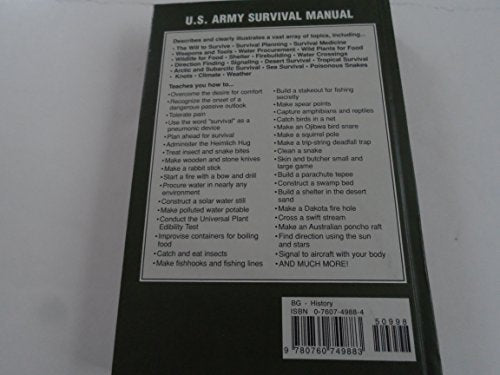 U.S. ARMY SURVIVAL MANUAL
Describes and clearly illustrates a vast array of topics, including...
• The Will to Survive • Survival Planning • Survival Medicine
• Weapons and Tools • Water Procurement • Wild Plants for Food
• Wildlife for Food • Shelter • Firebuilding • Water Crossings
• Direction Finding • Signaling • Desert Survival • Tropical Survival
• Arctic and Subarctic Survival • Sea Survival • Poisonous Snakes
• Knots • Climate • Weather
Teaches you how to...
• Overcome the desire for comfort
• Recognize the onset of a
dangerous passive outlook
• Tolerate pain
• Use the word "survival" as a
pneumonic device
• Plan ahead for survival
• Administer the Heimlich Hug
• Treat insect and snake bites
• Make wooden and stone knives
• Make a rabbit stick
• Start a fire with a bow and drill
• Procure water in nearly any
environment
• Construct a solar water still
• Make polluted water potable
• Conduct the Universal Plant
Edibility Test
• Improvise containers for boiling
food
• Catch and eat insects
• Make fishhooks and fishing lines
• Build a stakeout for fishing
secretly
• Make spear points
• Capture amphibians and reptiles
• Catch birds in a net
• Make an Ojibwa bird snare
• Make a squirrel pole
• Make a trip-string deadfall trap
• Clean a snake
• Skin and butcher small and
large game
• Build a parachute tepee
• Construct a swamp bed
• Build a shelter in the desert
sand
• Make a Dakota fire hole
• Cross a swift stream
• Make an Australian poncho raft
• Find direction using the sun
and stars
• Signal to aircraft with your body
• AND MUCH MORE!
BG - History
ISBN 0-7607-4988-4
50998
9 780760 749883